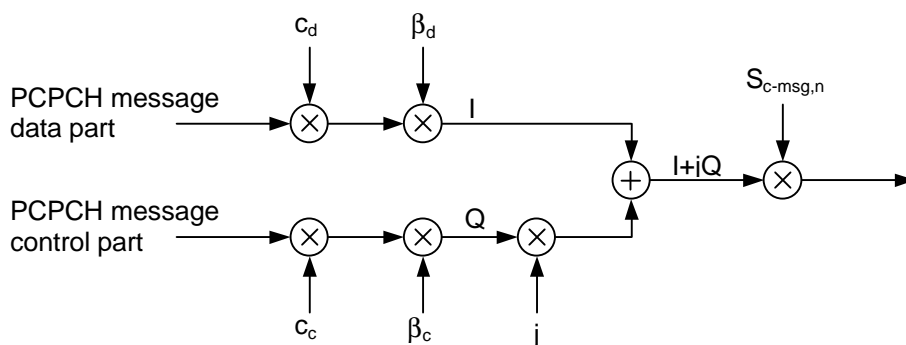 c_d
β_d
S_c-msg,n
PCPCH message
data part
I
I+jQ
PCPCH message
control part
Q
c_c
β_c
j